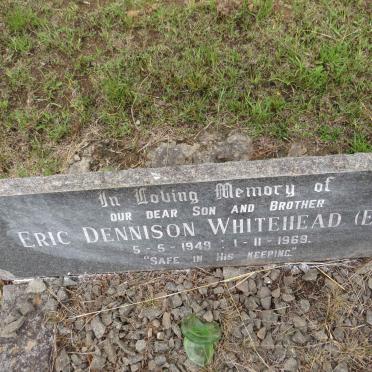 In Loving Memory of
OUR DEAR SON AND BROTHER
ERIC DENNISON WHITEHEAD (E
5-5-1949 - 1-11-1969.
"SAFE IN HIS KEEPING."